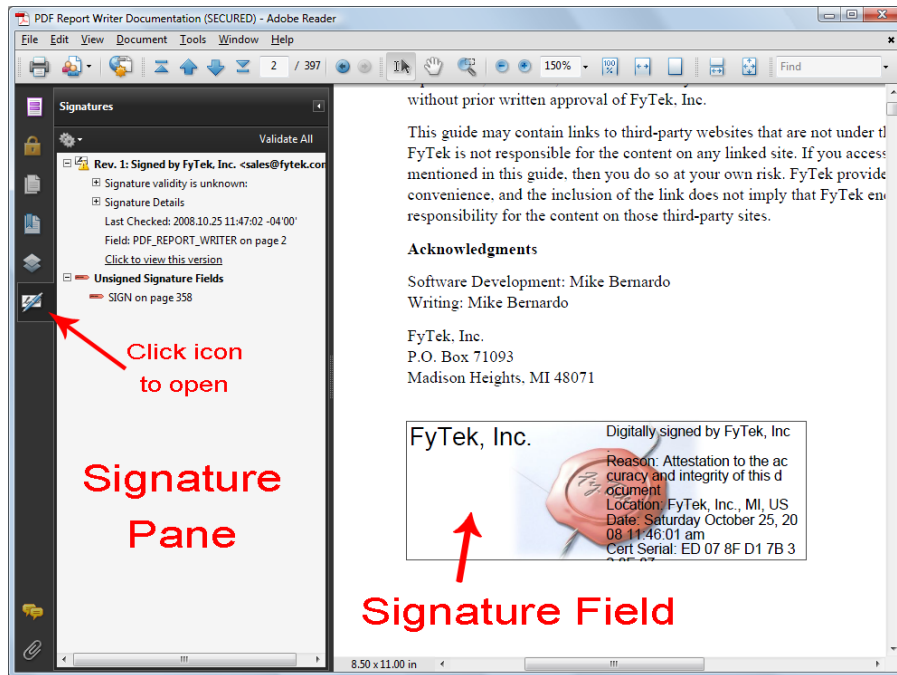 PDF Report Writer Documentation (SECURED) - Adobe Reader
File Edit View Document Tools Window Help
2 / 397 150% Find
Signatures
Validate All
Rev. 1: Signed by FyTek, Inc. <sales@fytek.com
Signature validity is unknown:
Signature Details
Last Checked: 2008.10.25 11:47:02 -04'00'
Field: PDF_REPORT_WRITER on page 2
Click to view this version
Unsigned Signature Fields
SIGN on page 358
Click icon
to open
Signature
Pane
without prior written approval of FyTek, Inc.
This guide may contain links to third-party websites that are not under
FyTek is not responsible for the content on any linked site. If you access
mentioned in this guide, then you do so at your own risk. FyTek provide
convenience, and the inclusion of the link does not imply that FyTek en
responsibility for the content on those third-party sites.
Acknowledgments
Software Development: Mike Bernardo
Writing: Mike Bernardo
FyTek, Inc.
P.O. Box 71093
Madison Heights, MI 48071
FyTek, Inc.
Digitally signed by FyTek, Inc
.
Reason: Attestation to the ac
curacy and integrity of this d
ocument
Location: FyTek, Inc., MI, US
Date: Saturday October 25, 20
08 11:46:01 am
Cert Serial: ED 07 8F D1 7B 3
Signature Field
8.50 x 11.00 in